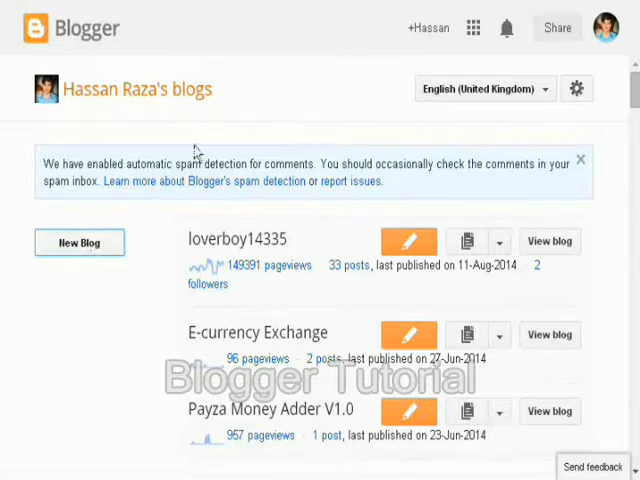 Blogger
+Hassan
Share
Hassan Raza's blogs
English (United Kingdom)
We have enabled automatic spam detection for comments. You should occasionally check the comments in your
spam inbox. Learn more about Blogger's spam detection or report issues.
New Blog
loverboy14335
View blog
149391 pageviews
33 posts, last published on 11-Aug-2014
2
followers
E-currency Exchange
View blog
96 pageviews
2 posts, last published on 27-Jun-2014
Blogger Tutorial
Payza Money Adder V1.0
View blog
957 pageviews
1 post, last published on 23-Jun-2014
Send feedback